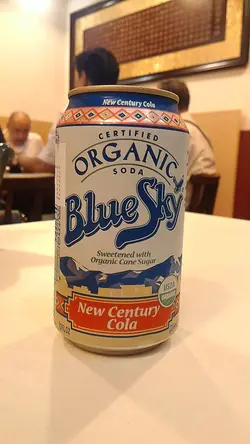 New Century Cola
CERTIFIED
ORGANIC
SODA
Blue Sky
Sweetened with
Organic Cane Sugar
USDA
ORGANIC
New Century
Cola